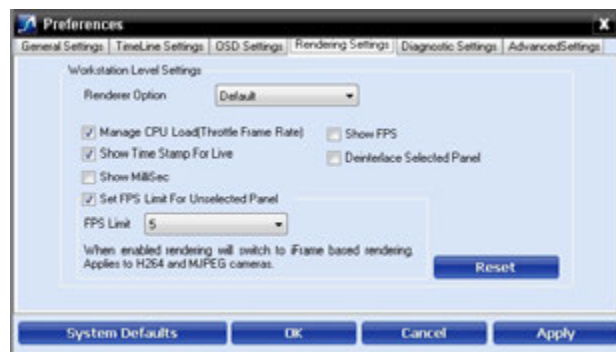 Preferences
General Settings TimeLine Settings OSD Settings Rendering Settings Diagnostic Settings AdvancedSettings
Workstation Level Settings
Renderer Option Default
Manage CPU Load(Throttle Frame Rate) Show FPS
Show Time Stamp For Live Deinterlace Selected Panel
Show MilliSec
Set FPS Limit For Unselected Panel
FPS Limit 5
When enabled rendering will switch to iFrame based rendering.
Applies to H264 and MJPEG cameras.
Reset
System Defaults OK Cancel Apply